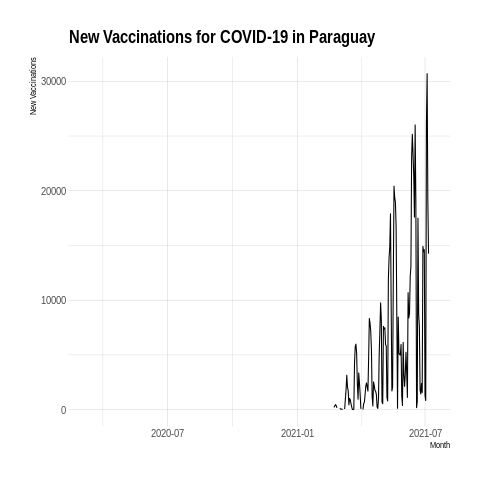 New Vaccinations for COVID-19 in Paraguay
New Vaccinations
30000
20000
10000
0
2020-07
2021-01
2021-07
Month